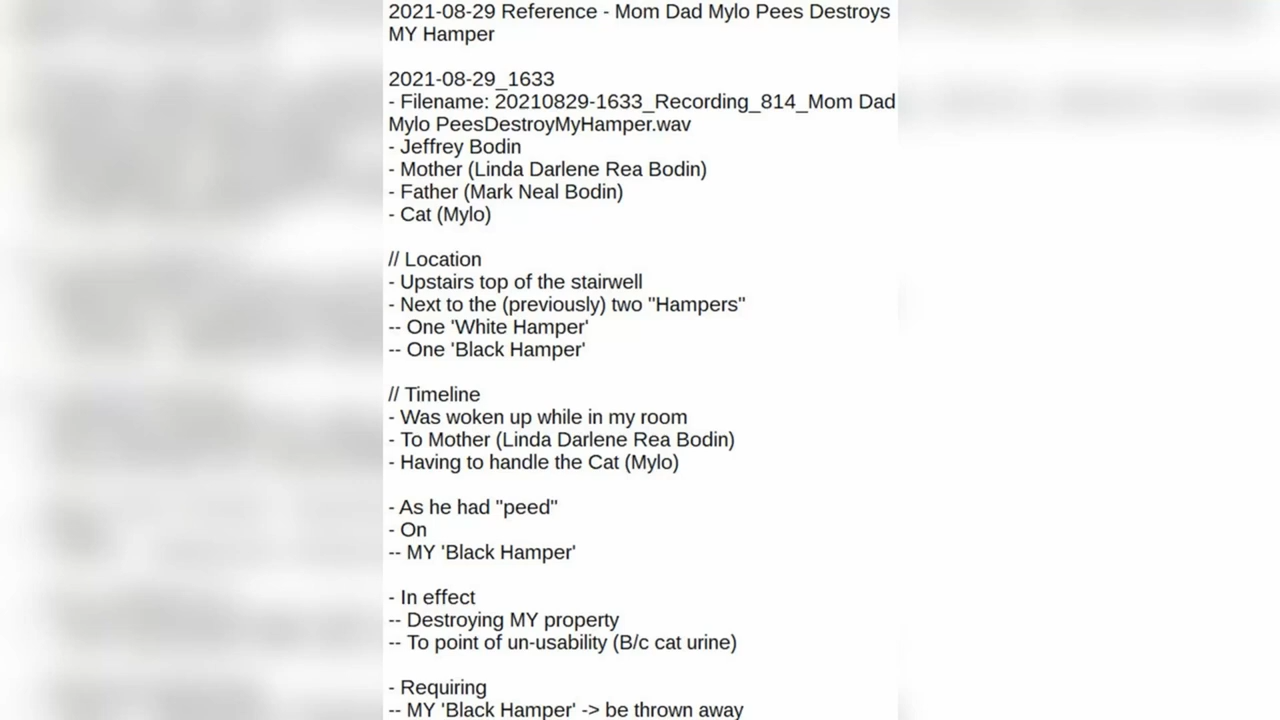 2021-08-29 Reference - Mom Dad Mylo Pees Destroys
MY Hamper
2021-08-29_1633
- Filename: 20210829-1633_Recording_814_Mom Dad
Mylo PeesDestroyMyHamper.wav
- Jeffrey Bodin
- Mother (Linda Darlene Rea Bodin)
- Father (Mark Neal Bodin)
- Cat (Mylo)
// Location
- Upstairs top of the stairwell
- Next to the (previously) two "Hampers"
-- One 'White Hamper'
-- One 'Black Hamper'
// Timeline
- Was woken up while in my room
- To Mother (Linda Darlene Rea Bodin)
- Having to handle the Cat (Mylo)
- As he had "peed"
- On
-- MY 'Black Hamper'
- In effect
-- Destroying MY property
-- To point of un-usability (B/c cat urine)
- Requiring
-- MY 'Black Hamper' -> be thrown away